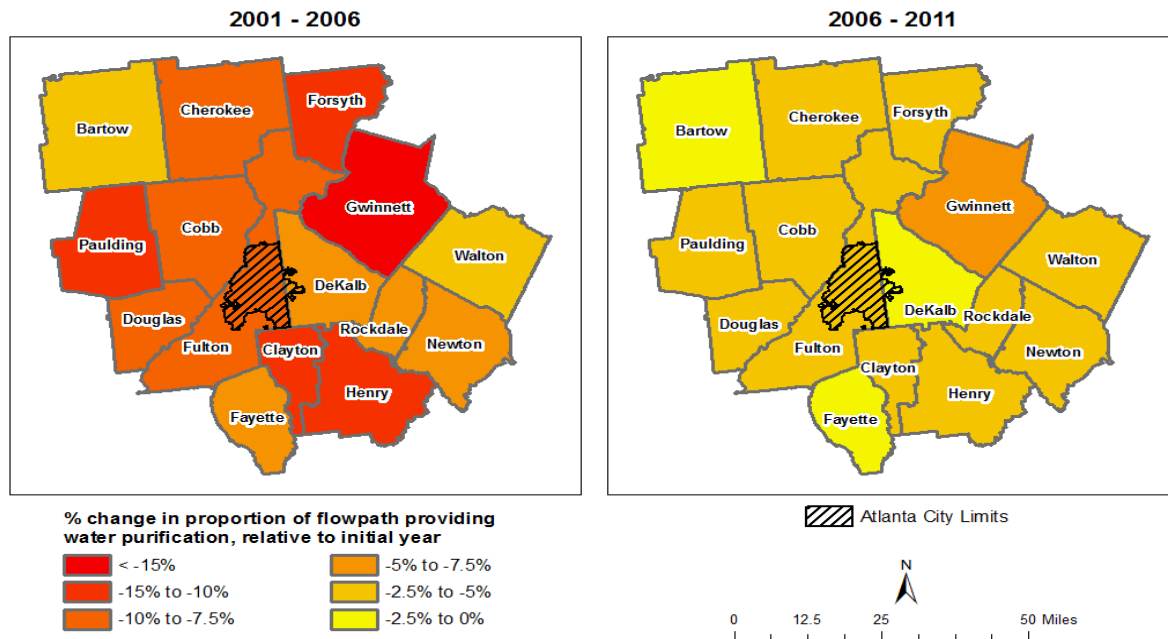 2001 - 2006
2006 - 2011
Bartow
Cherokee
Forsyth
Gwinnett
Paulding
Cobb
Walton
DeKalb
Douglas
Rockdale
Fulton
Clayton
Newton
Henry
Fayette
Bartow
Cherokee
Forsyth
Gwinnett
Paulding
Cobb
Walton
DeKalb
Douglas
Rockdale
Fulton
Newton
Clayton
Henry
Fayette
% change in proportion of flowpath providing
water purification, relative to initial year
< -15%
-15% to -10%
-10% to -7.5%
-5% to -7.5%
-2.5% to -5%
-2.5% to 0%
Atlanta City Limits
N
0 12.5 25 50 Miles